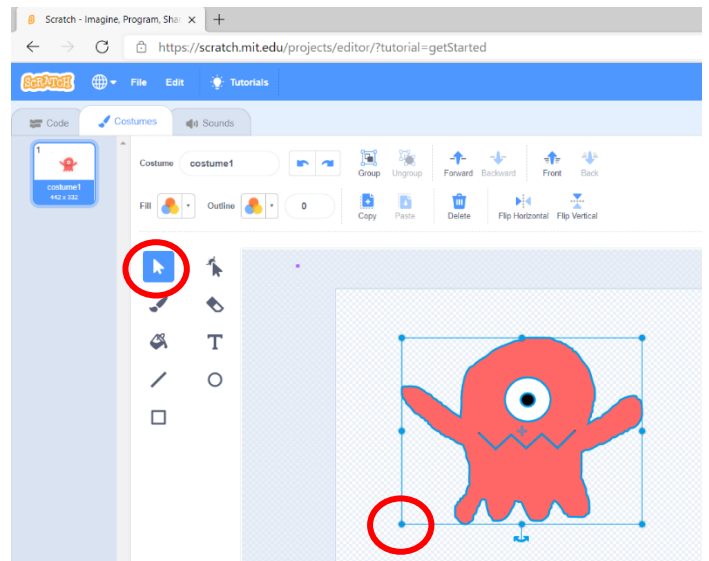 Scratch - Imagine, Program, Shar
https://scratch.mit.edu/projects/editor/?tutorial=getStarted
SCRATCH File Edit Tutorials
Code Costumes Sounds
1
costume1
442 x 332
Costume costume1 Group Ungroup Forward Backward Front Back
Fill Outline 0 Copy Paste Delete Flip Horizontal Flip Vertical
T